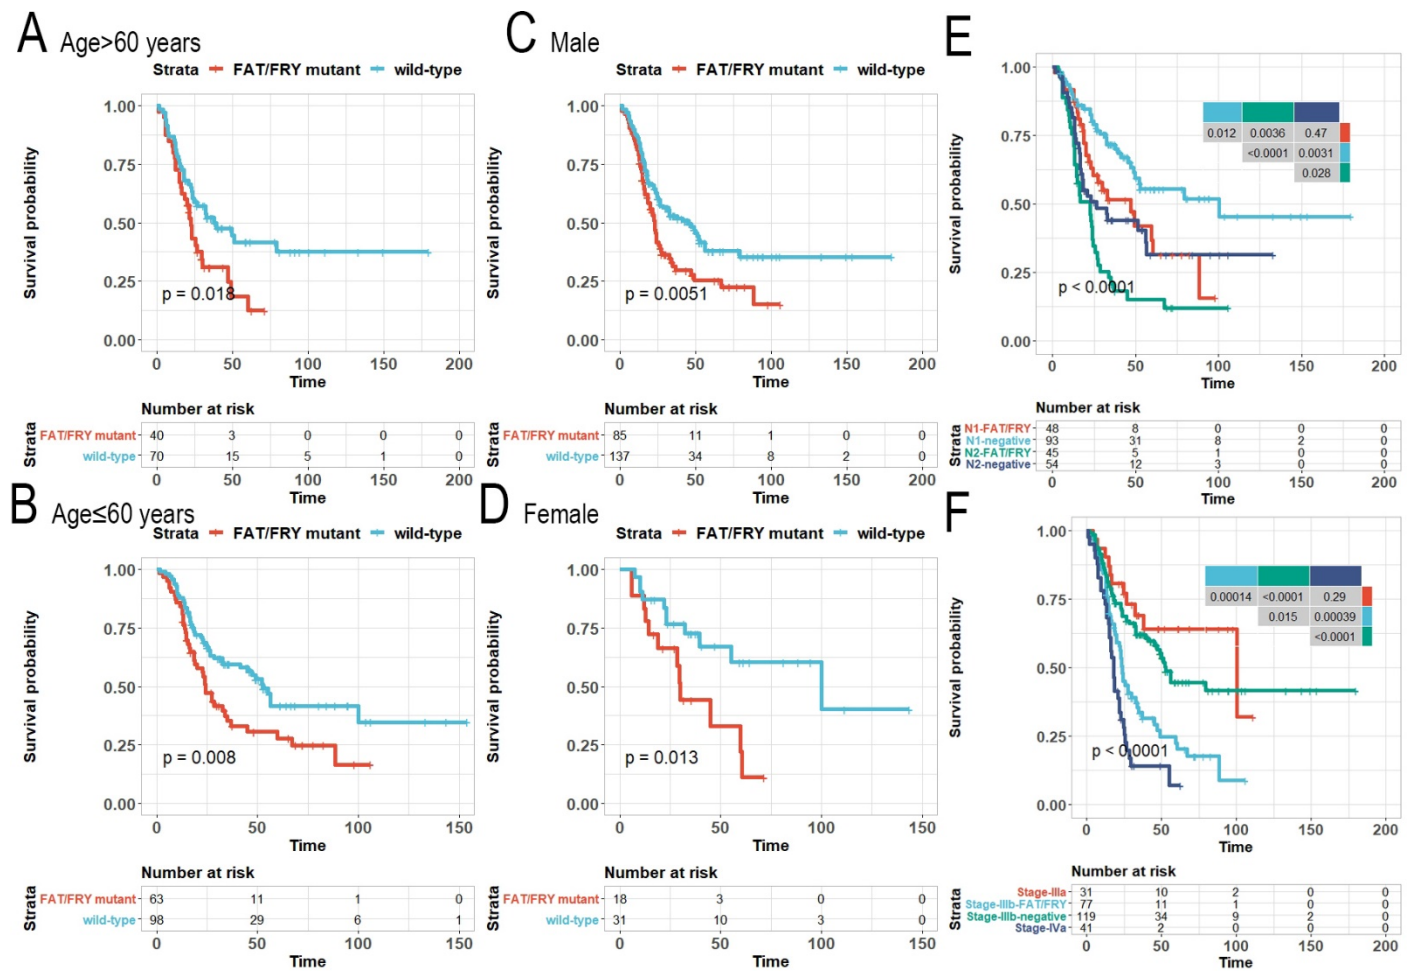 A Age>60 years
Strata FAT/FRY mutant wild-type
Survival probability
1.00
0.75
0.50
0.25
0.00
p = 0.018
0 50 100 150 200
Time
Number at risk
Strata
FAT/FRY mutant 40 3 0 0 0
wild-type 70 15 5 1 0
0 50 100 150 200
Time
B Age≤60 years
Strata FAT/FRY mutant wild-type
Survival probability
1.00
0.75
0.50
0.25
0.00
p = 0.008
0 50 100 150
Time
Number at risk
Strata
FAT/FRY mutant 63 11 1 0
wild-type 98 29 6 1
0 50 100 150
Time
C Male
Strata FAT/FRY mutant wild-type
Survival probability
1.00
0.75
0.50
0.25
0.00
p = 0.0051
0 50 100 150 200
Time
Number at risk
Strata
FAT/FRY mutant 85 11 1 0 0
wild-type 137 34 8 2 0
0 50 100 150 200
Time
D Female
Strata FAT/FRY mutant wild-type
Survival probability
1.00
0.75
0.50
0.25
0.00
p = 0.013
0 50 100 150
Time
Number at risk
Strata
FAT/FRY mutant 18 3 0 0
wild-type 31 10 3 0
0 50 100 150
Time
E
Survival probability
1.00
0.75
0.50
0.25
0.00
0.012 0.0036 0.47
<0.0001 0.0031
0.028
p < 0.0001
0 50 100 150 200
Time
Number at risk
Strata
N1-FAT/FRY 48 8 0 0 0
N1-negative 93 31 8 2 0
N2-FAT/FRY 45 5 1 0 0
N2-negative 54 12 3 0 0
0 50 100 150 200
Time
F
Survival probability
1.00
0.75
0.50
0.25
0.00
0.00014 <0.0001 0.29
0.015 0.00039
<0.0001
p < 0.0001
0 50 100 150 200
Time
Number at risk
Strata
Stage-IIIa 31 10 2 0 0
Stage-IIIb-FAT/FRY 77 11 1 0 0
Stage-IIIb-negative 119 34 9 2 0
Stage-IVa 41 2 0 0 0
0 50 100 150 200
Time